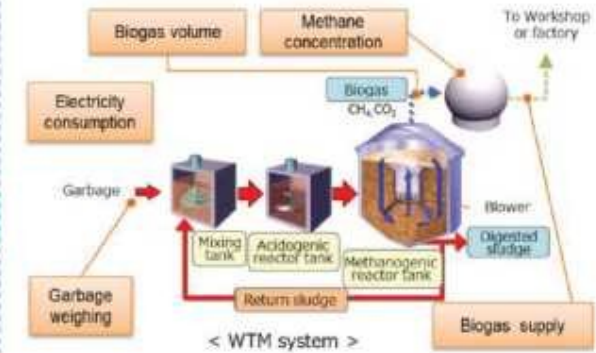 Biogas volume
Methane
concentration
To Workshop
or factory
Electricity
consumption
Biogas
CH4,CO2
Garbage
Blower
Mixing
tank
Acidogenic
reactor tank
Methanogenic
reactor tank
Digested
sludge
Return sludge
Garbage
weighing
Biogas supply
< WTM system >